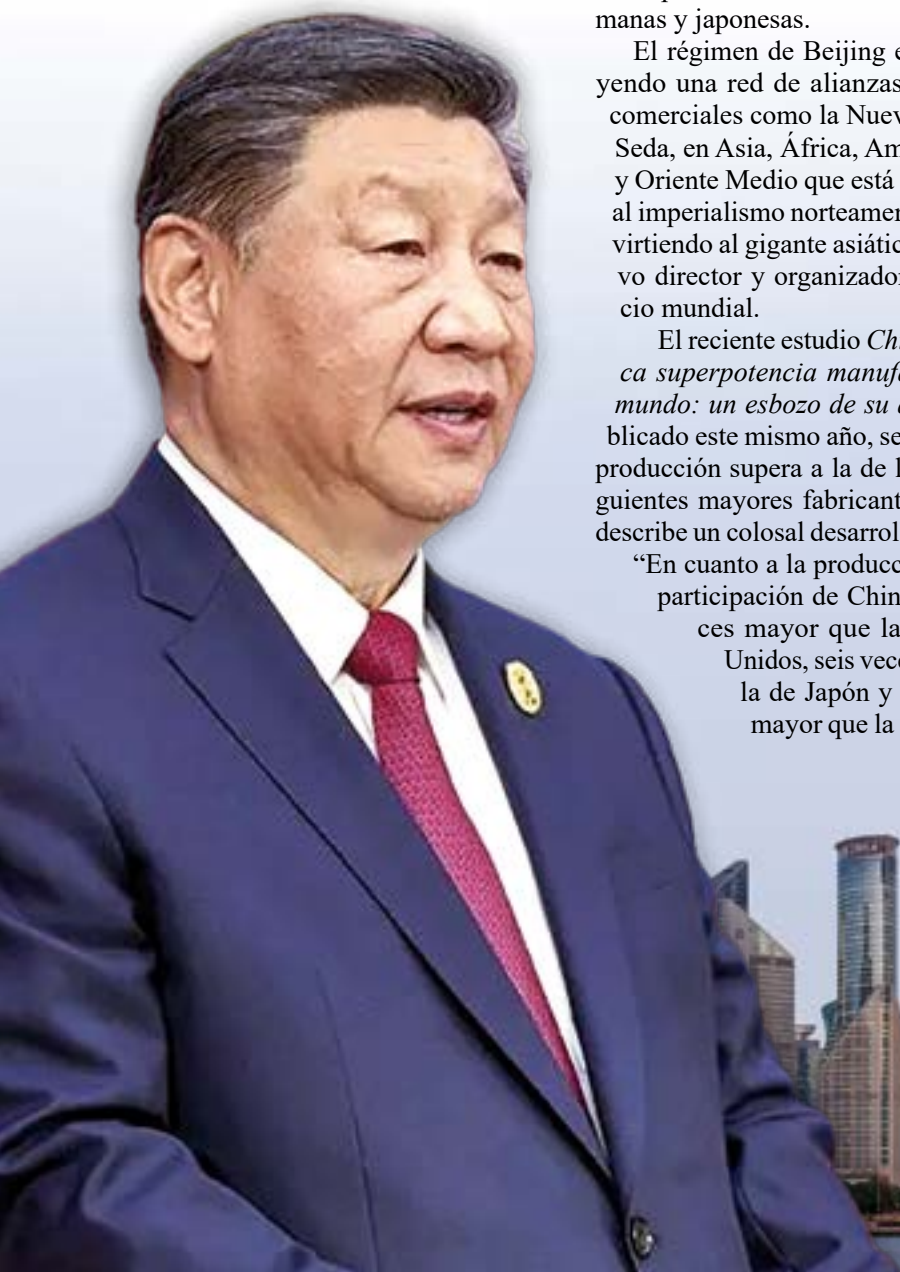 manas y japonesas.
El régimen de Beijing e
yendo una red de alianzas
comerciales como la Nuev
Seda, en Asia, África, Am
y Oriente Medio que está
al imperialismo norteamer
virtiendo al gigante asiátic
vo director y organizador
cio mundial.
El reciente estudio Ch
ca superpotencia manufa
mundo: un esbozo de su
blicado este mismo año, se
producción supera a la de l
guientes mayores fabricant
describe un colosal desarrol
“En cuanto a la producc
participación de Chin
ces mayor que la
Unidos, seis vece
la de Japón y
mayor que la